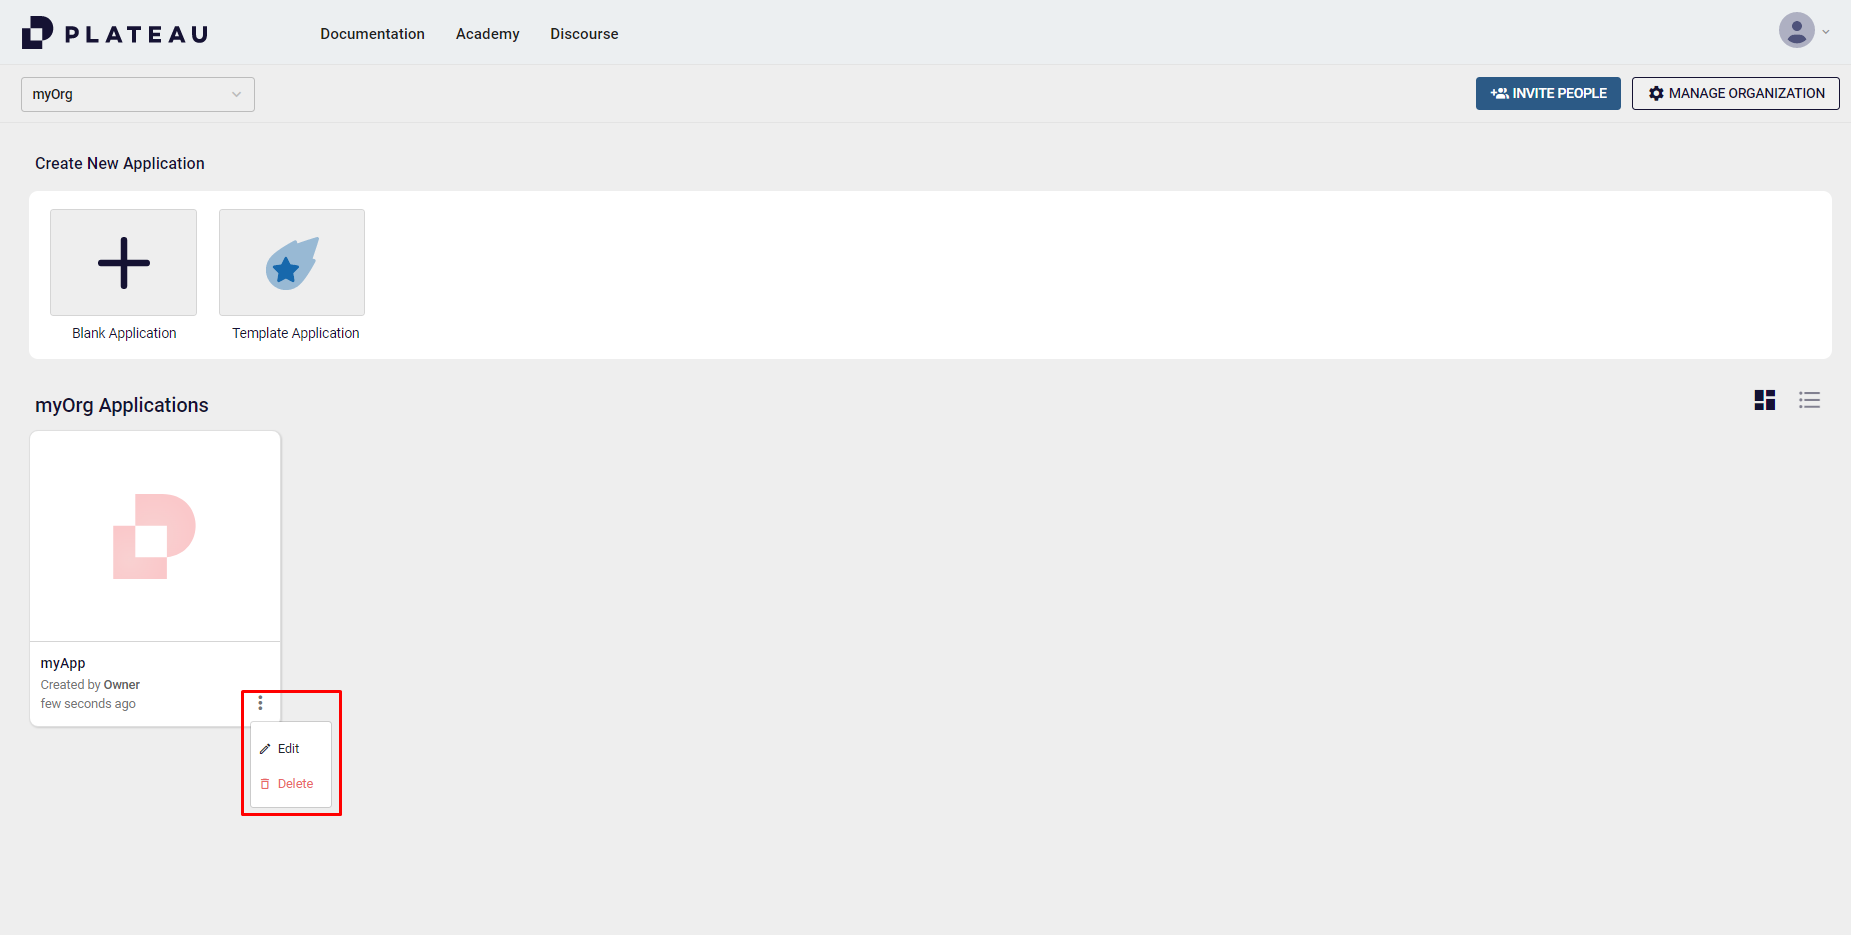 PLATEAU
Documentation Academy Discourse
myOrg
INVITE PEOPLE
MANAGE ORGANIZATION
Create New Application
Blank Application
Template Application
myOrg Applications
myApp
Created by Owner
few seconds ago
Edit
Delete